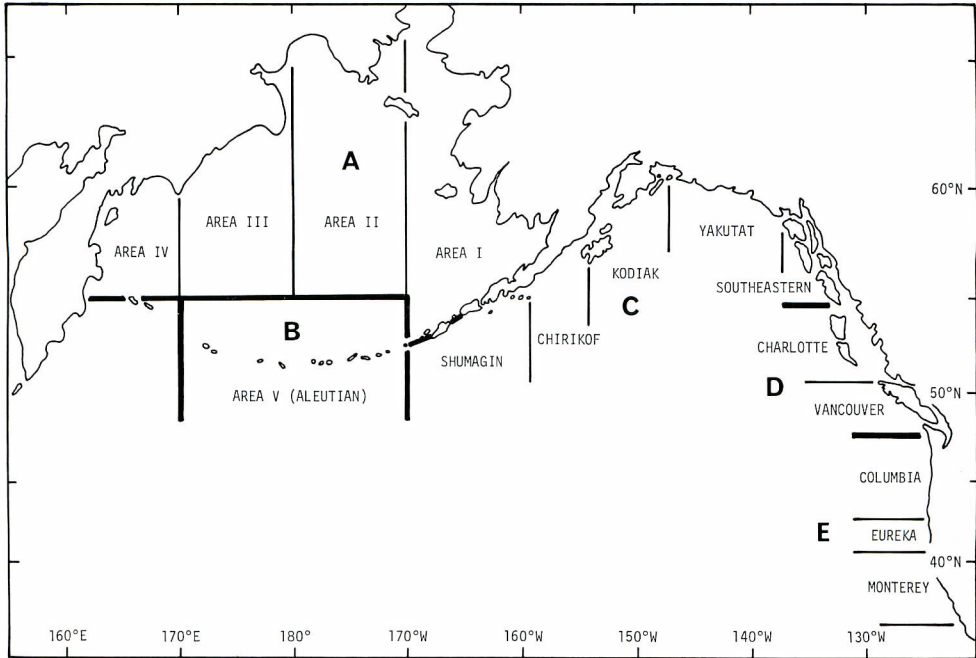 A
60°N
AREA III
AREA II
YAKUTAT
AREA IV
AREA I
KODIAK
SOUTHEASTERN
C
B
CHIRIKOF
CHARLOTTE
SHUMAGIN
D
50°N
AREA V (ALEUTIAN)
VANCOUVER
COLUMBIA
E
EUREKA
40°N
MONTEREY
160°E
170°E
180°
170°W
160°W
150°W
140°W
130°W